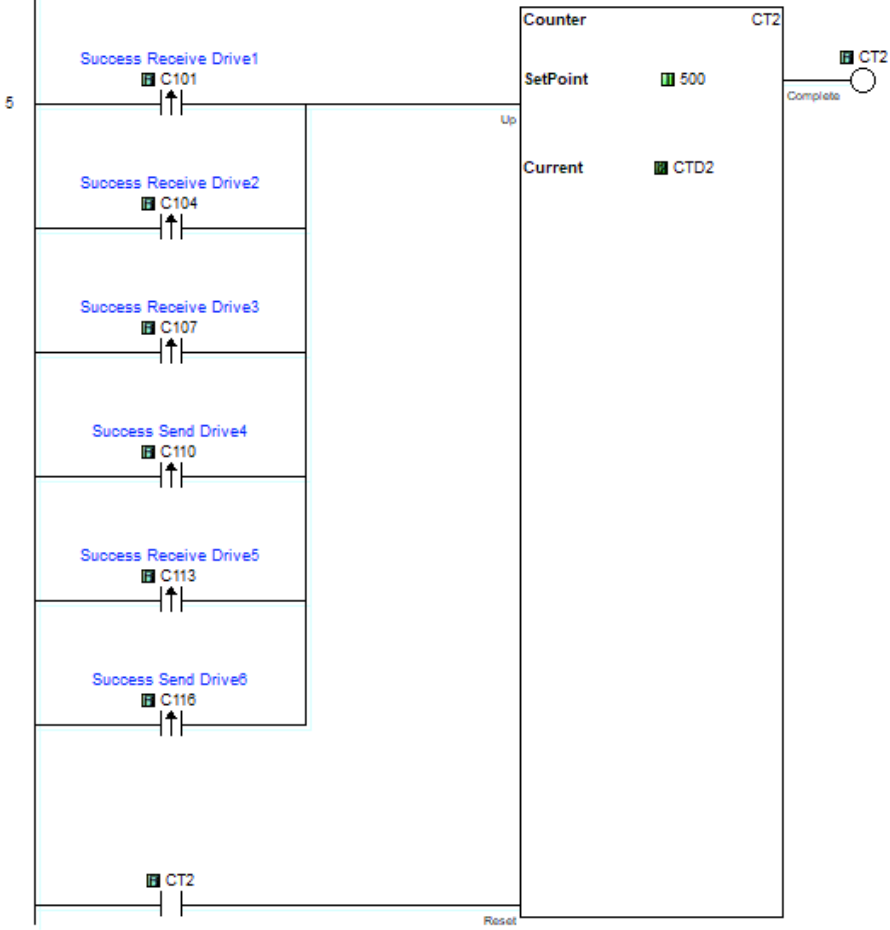 Counter CT2
Success Receive Drive1
CT2
C101
SetPoint 500
Complete
5
Up
Current CTD2
Success Receive Drive2
C104
Success Receive Drive3
C107
Success Send Drive4
C110
Success Receive Drive5
C113
Success Send Drive6
C116
CT2
Reset